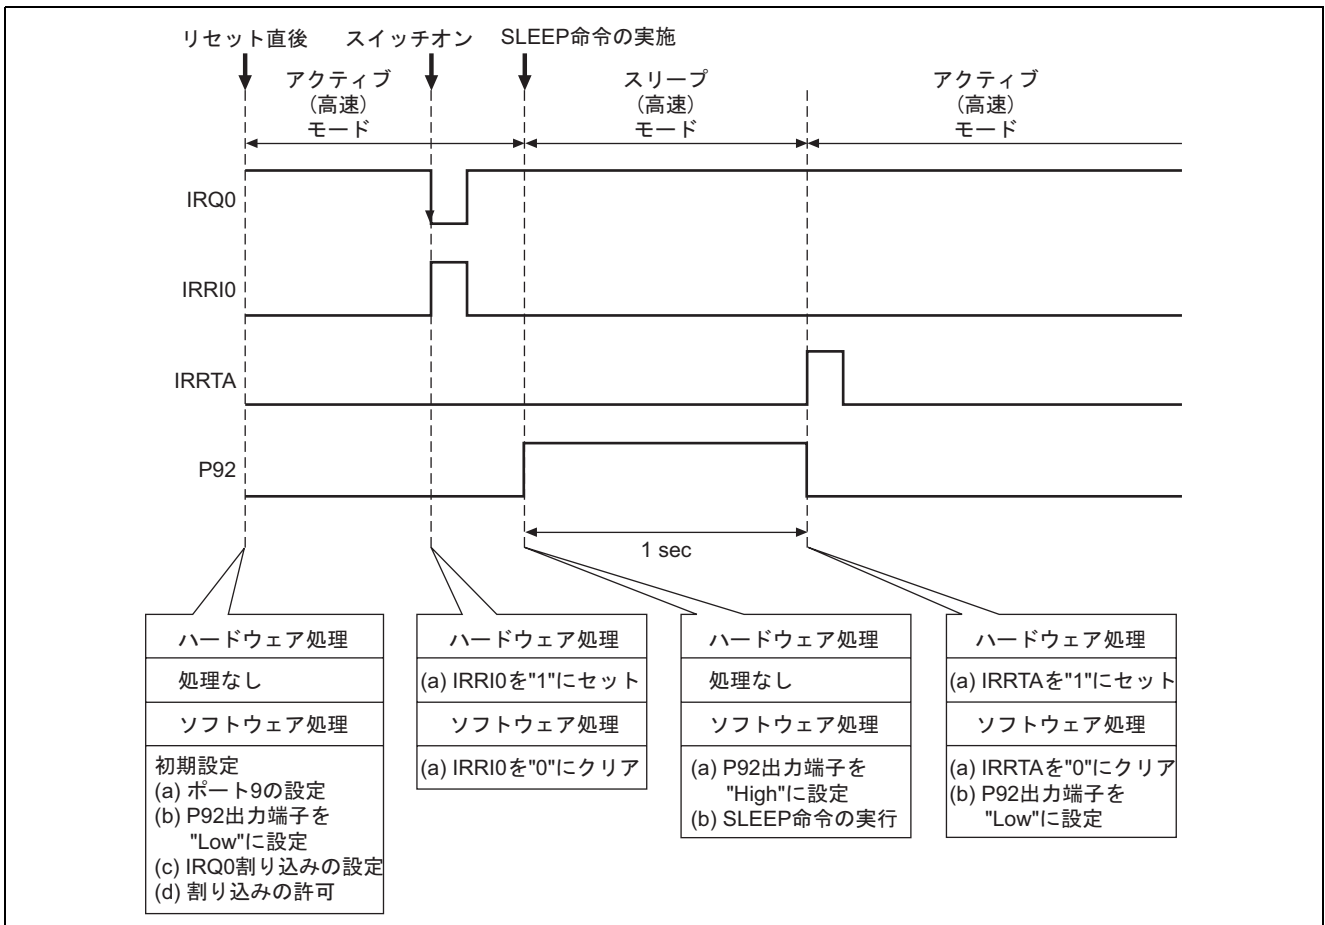 リセット直後
スイッチオン
SLEEP命令の実施
アクティブ
(高速)
モード
スリープ
(高速)
モード
アクティブ
(高速)
モード
IRQ0
IRRI0
IRRTA
P92
1 sec
ハードウェア処理
処理なし
ソフトウェア処理
初期設定
(a) ポート9の設定
(b) P92出力端子を
"Low"に設定
(c) IRQ0割り込みの設定
(d) 割り込みの許可
ハードウェア処理
(a) IRRI0を"1"にセット
ソフトウェア処理
(a) IRRI0を"0"にクリア
ハードウェア処理
処理なし
ソフトウェア処理
(a) P92出力端子を
"High"に設定
(b) SLEEP命令の実行
ハードウェア処理
(a) IRRTAを"1"にセット
ソフトウェア処理
(a) IRRTAを"0"にクリア
(b) P92出力端子を
"Low"に設定